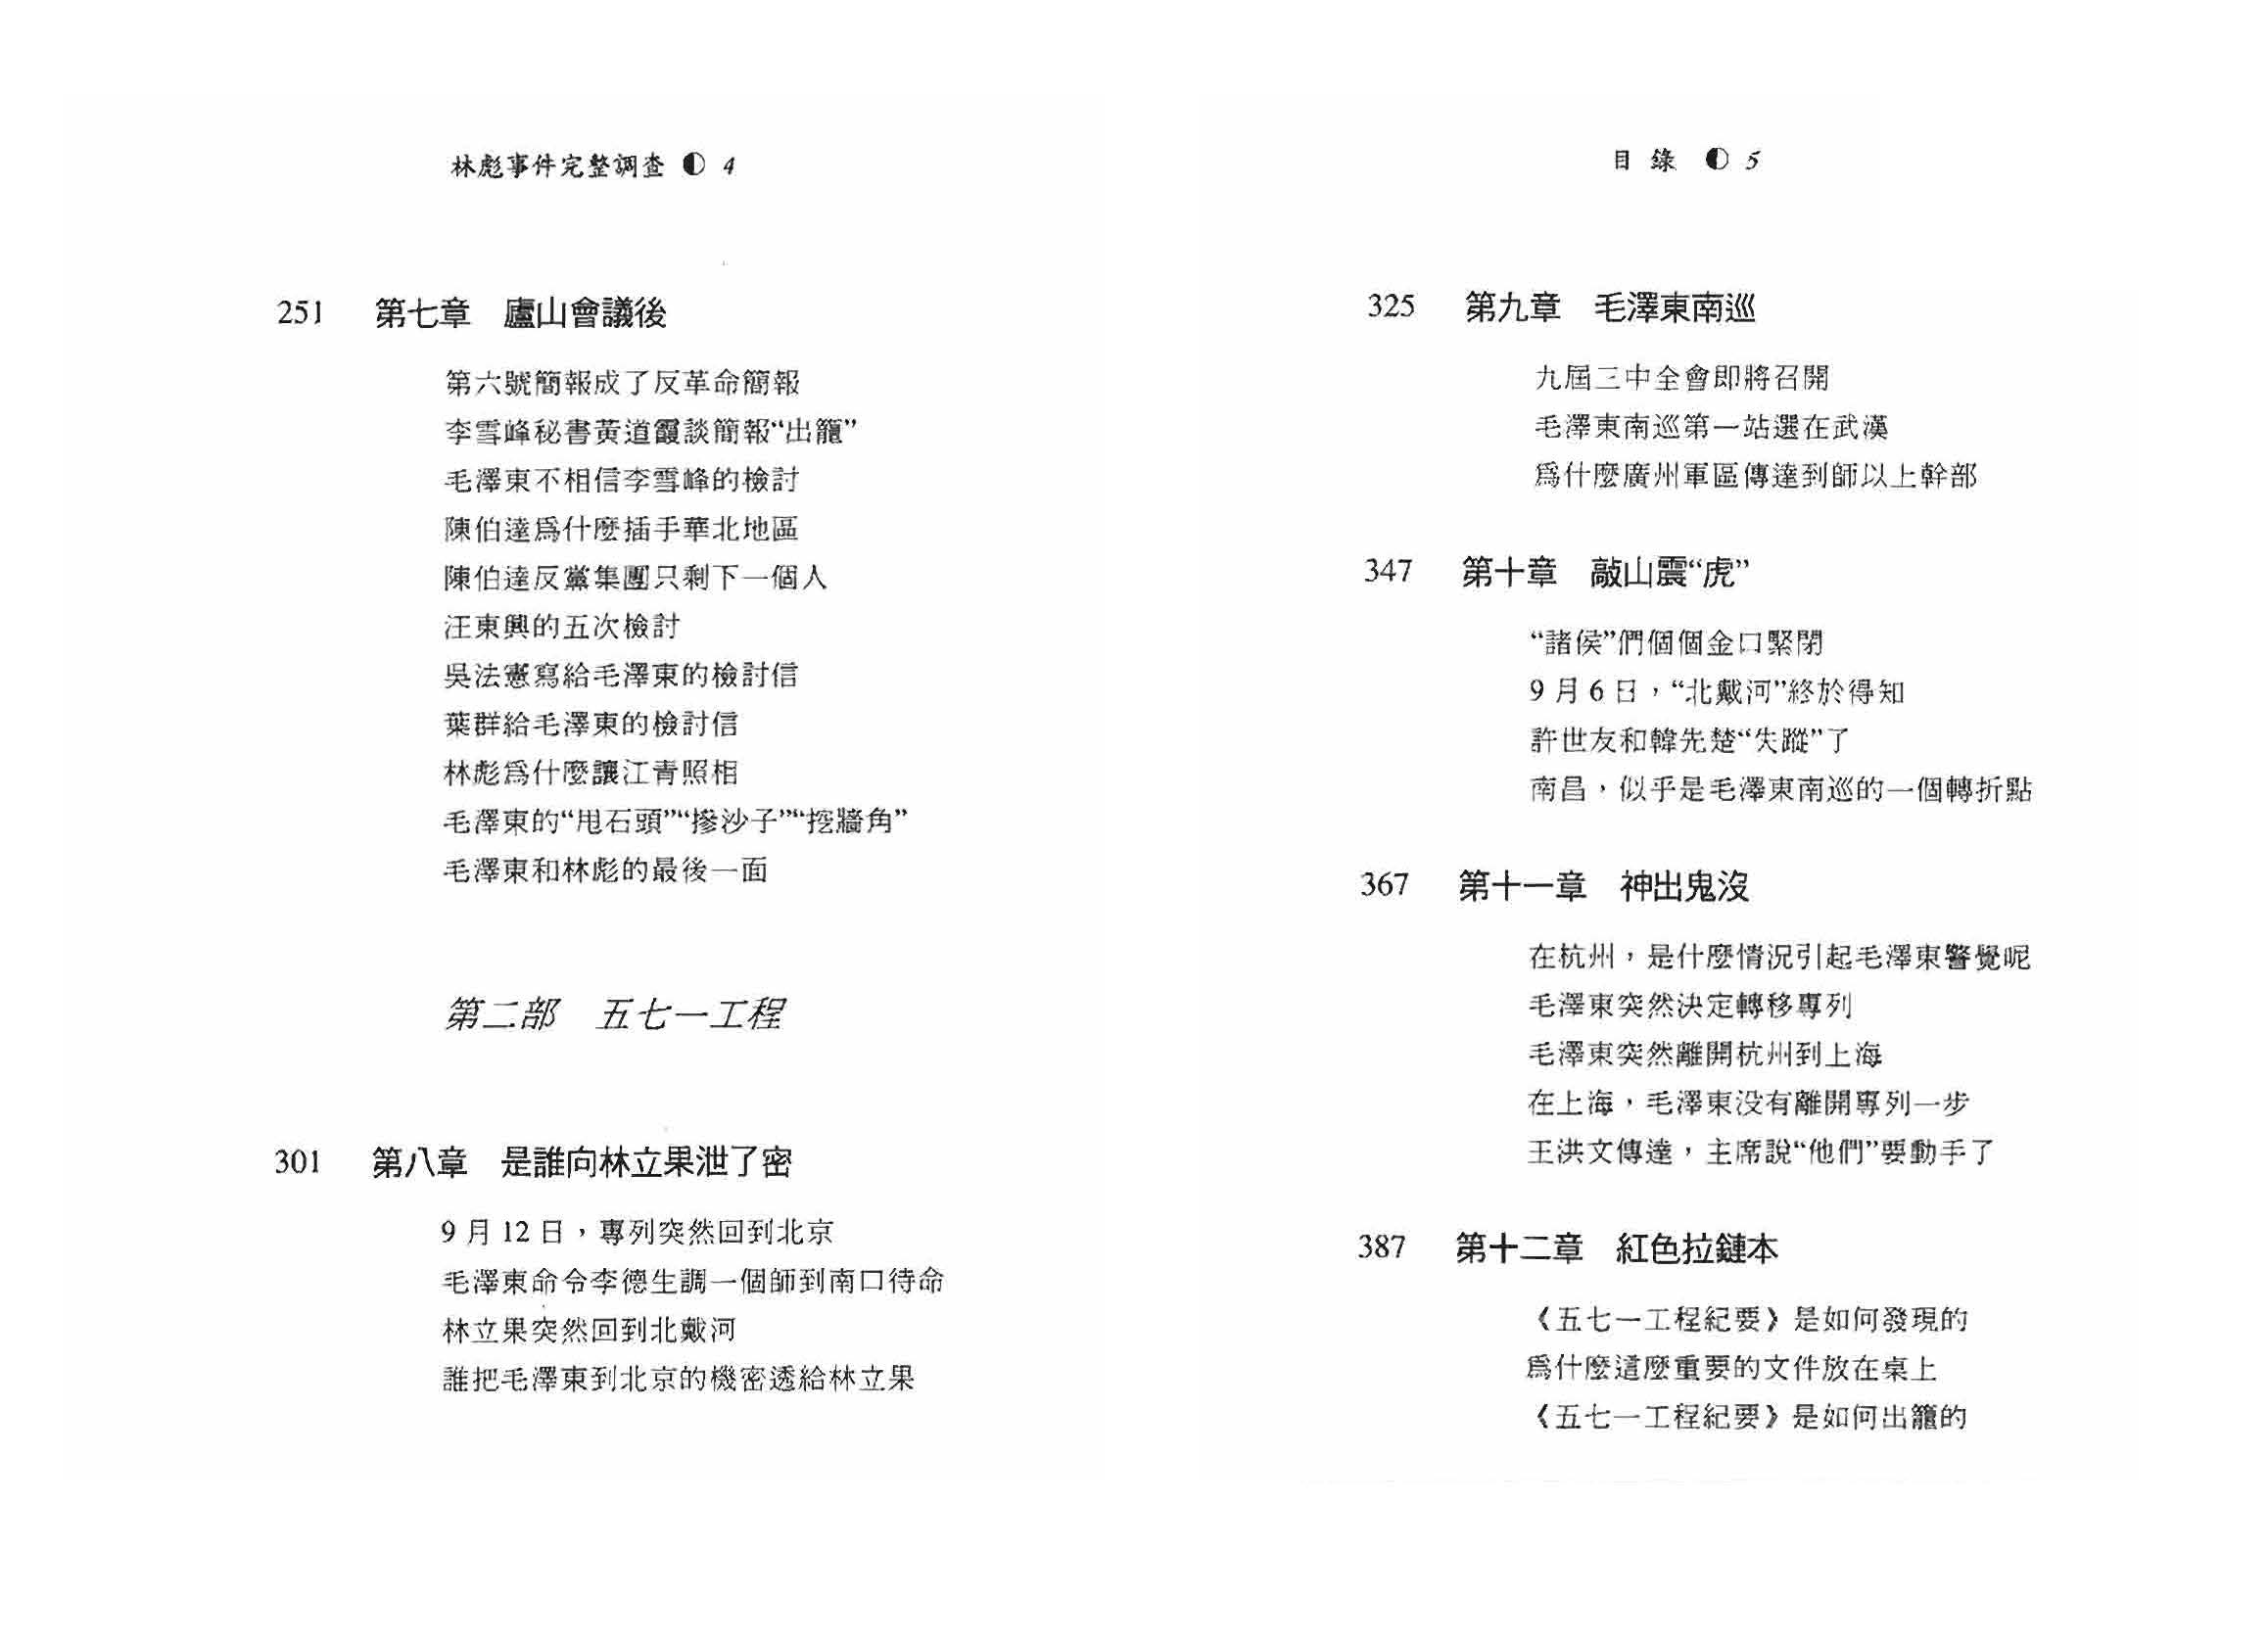 林彪事件完整調查 ◐ 4
251 第七章 廬山會議後
第六號簡報成了反革命簡報
李雪峰秘書黃道霞談簡報“出籠”
毛澤東不相信李雪峰的檢討
陳伯達爲什麼插手華北地區
陳伯達反黨集團只剩下一個人
汪東興的五次檢討
吳法憲寫給毛澤東的檢討信
葉群給毛澤東的檢討信
林彪爲什麼讓江青照相
毛澤東的“甩石頭”“摻沙子”“挖牆角”
毛澤東和林彪的最後一面
第二部 五七一工程
301 第八章 是誰向林立果泄了密
9 月 12 日，專列突然回到北京
毛澤東命令李德生調一個師到南口待命
林立果突然回到北戴河
誰把毛澤東到北京的機密透給林立果
目 錄 ◐ 5
325 第九章 毛澤東南巡
九屆三中全會即將召開
毛澤東南巡第一站選在武漢
爲什麼廣州軍區傳達到師以上幹部
347 第十章 敲山震“虎”
“諸侯”們個個金口緊閉
9 月 6 日，“北戴河”終於得知
許世友和韓先楚“失蹤”了
南昌，似乎是毛澤東南巡的一個轉折點
367 第十一章 神出鬼沒
在杭州，是什麼情況引起毛澤東警覺呢
毛澤東突然決定轉移專列
毛澤東突然離開杭州到上海
在上海，毛澤東没有離開專列一步
王洪文傳達，主席說“他們”要動手了
387 第十二章 紅色拉鏈本
《五七一工程紀要》是如何發現的
爲什麼這麼重要的文件放在桌上
《五七一工程紀要》是如何出籠的